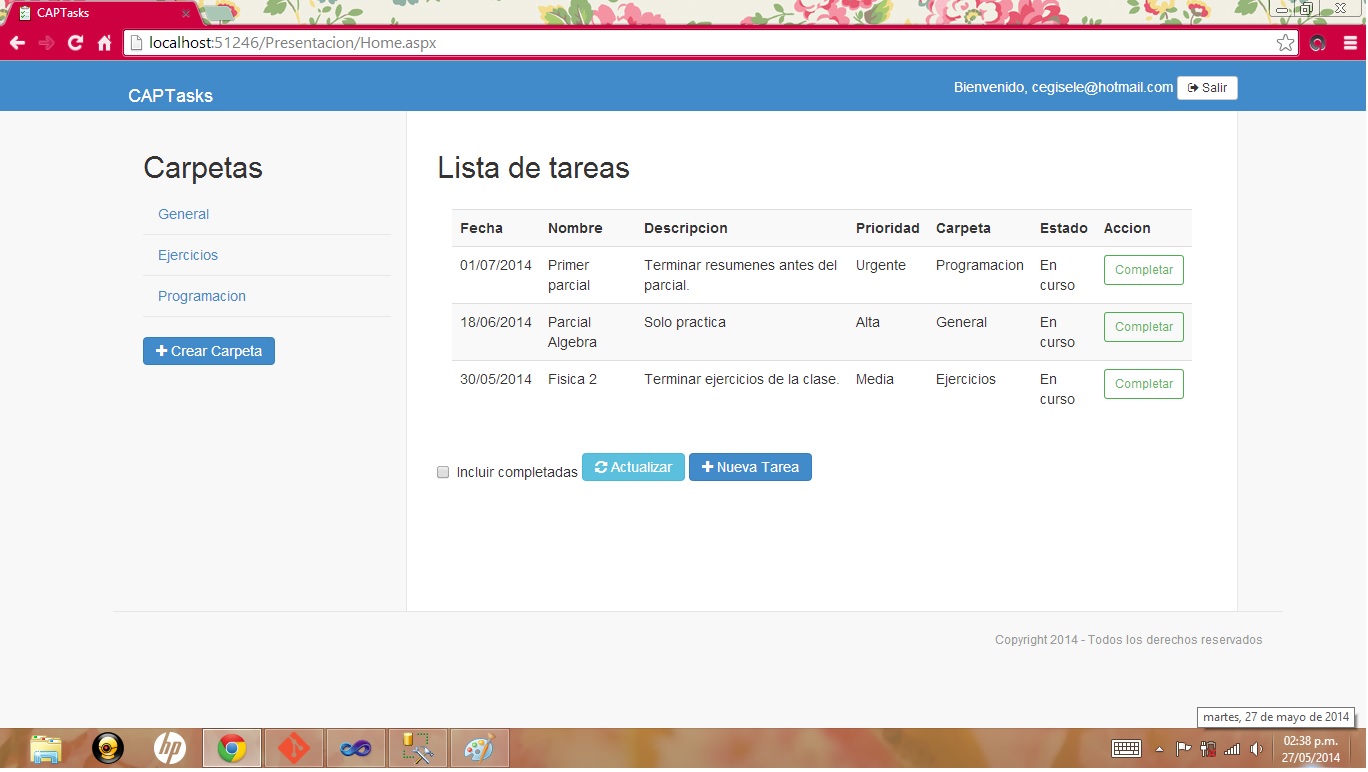 CAPTasks
localhost:51246/Presentacion/Home.aspx
CAPTasks
Bienvenido, cegisele@hotmail.com Salir
Carpetas
General
Ejercicios
Programacion
Crear Carpeta
Lista de tareas
Fecha Nombre Descripcion Prioridad Carpeta Estado Accion
01/07/2014 Primer parcial Terminar resumenes antes del parcial. Urgente Programacion En curso Completar
18/06/2014 Parcial Algebra Solo practica Alta General En curso Completar
30/05/2014 Fisica 2 Terminar ejercicios de la clase. Media Ejercicios En curso Completar
Incluir completadas Actualizar Nueva Tarea
Copyright 2014 - Todos los derechos reservados
martes, 27 de mayo de 2014
hp
02:38 p.m.
27/05/2014